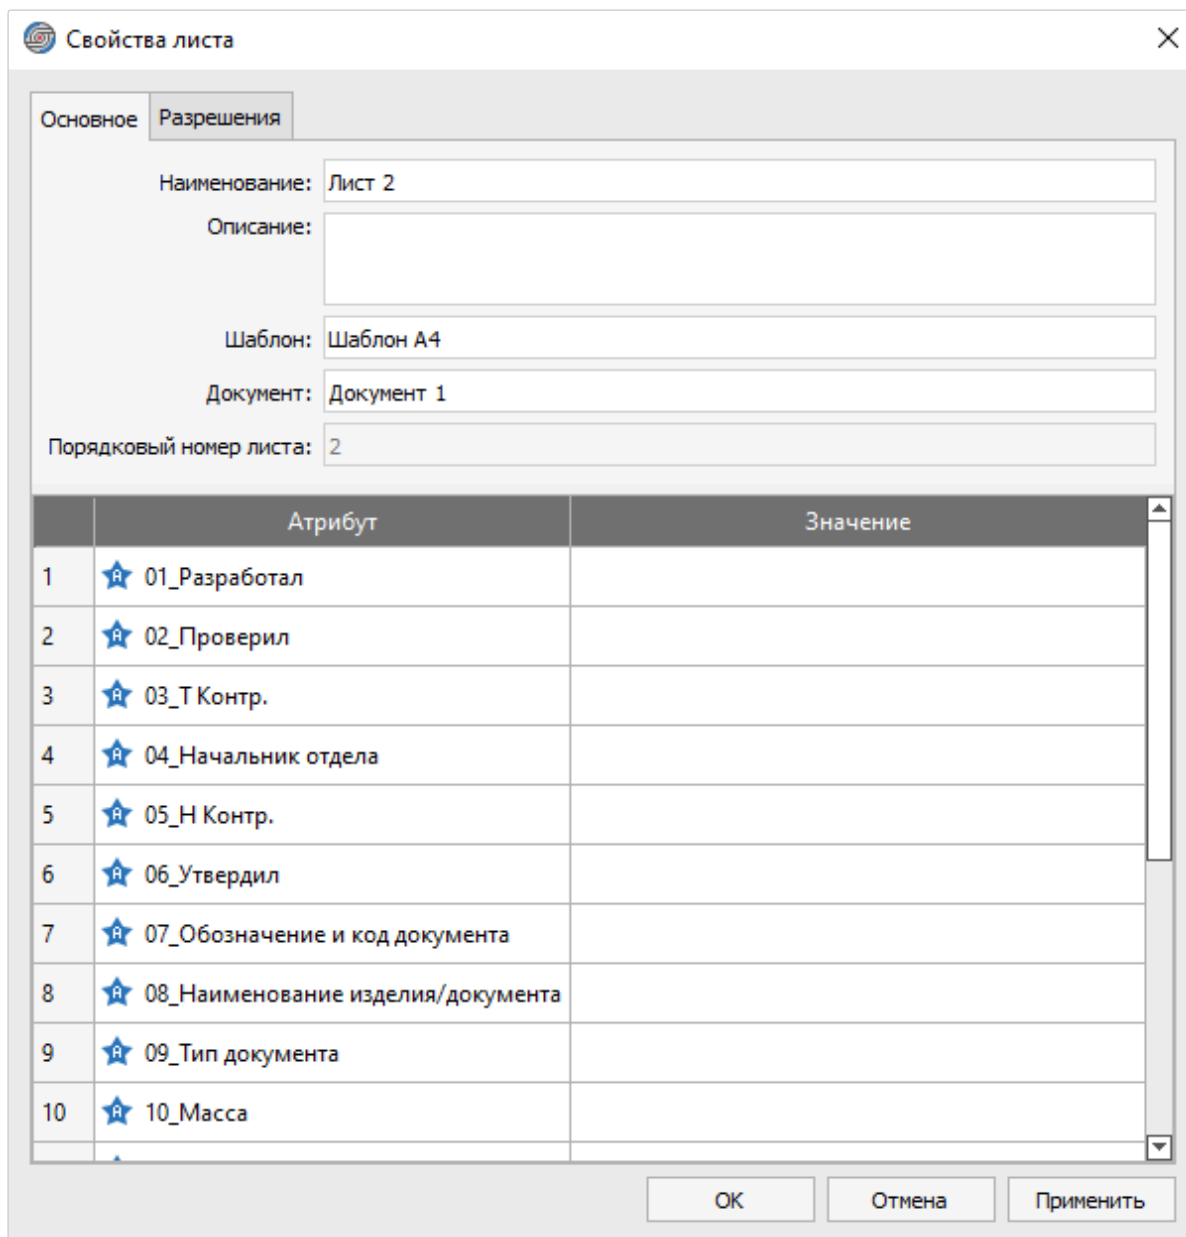 Свойства листа
Основное Разрешения
Наименование: Лист 2
Описание:
Шаблон: Шаблон А4
Документ: Документ 1
Порядковый номер листа: 2
Атрибут Значение
1 01_Разработал
2 02_Проверил
3 03_Т Контр.
4 04_Начальник отдела
5 05_Н Контр.
6 06_Утвердил
7 07_Обозначение и код документа
8 08_Наименование изделия/документа
9 09_Тип документа
10 10_Масса
ОК Отмена Применить